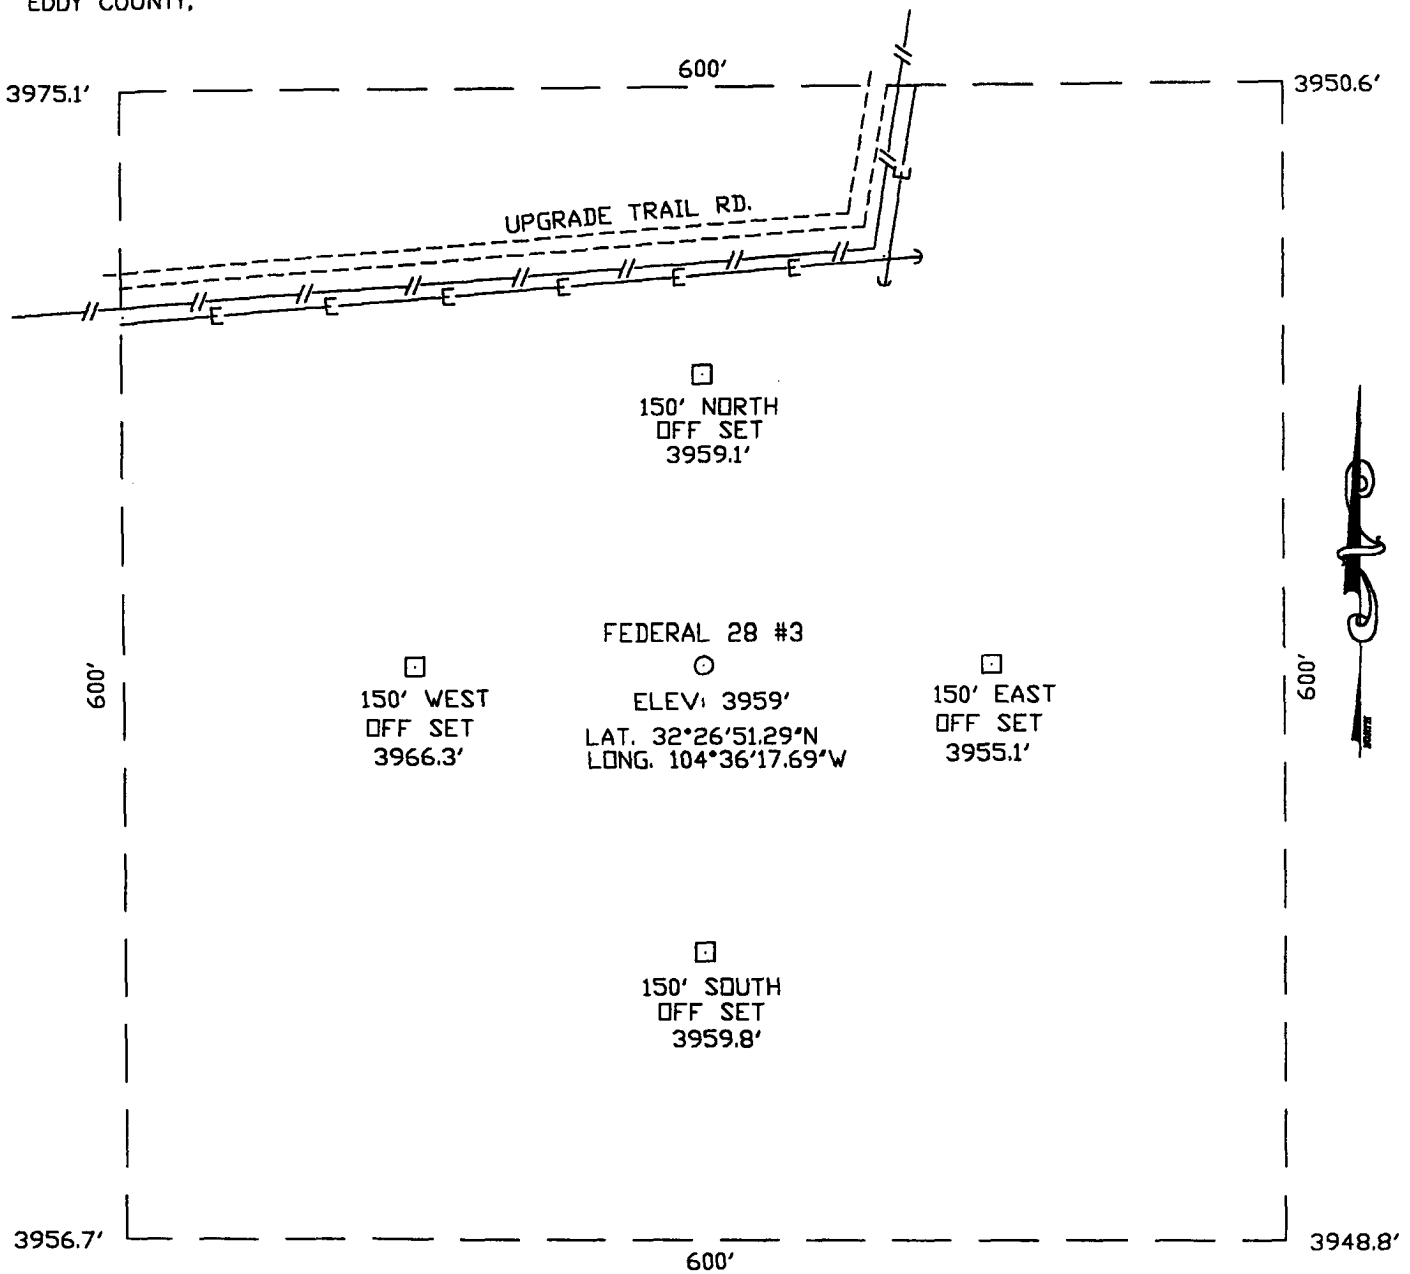 EDDY COUNTY,
600'
3975.1'
3950.6'
UPGRADE TRAIL RD.
// // // // // // // // // //
E E E E E E E
150' NORTH
OFF SET
3959.1'
600'
FEDERAL 28 #3
600'
150' WEST
OFF SET
3966.3'
ELEV: 3959'
LAT. 32°26'51.29"N
LONG. 104°36'17.69"W
150' EAST
OFF SET
3955.1'
150' SOUTH
OFF SET
3959.8'
3956.7'
600'
3948.8'